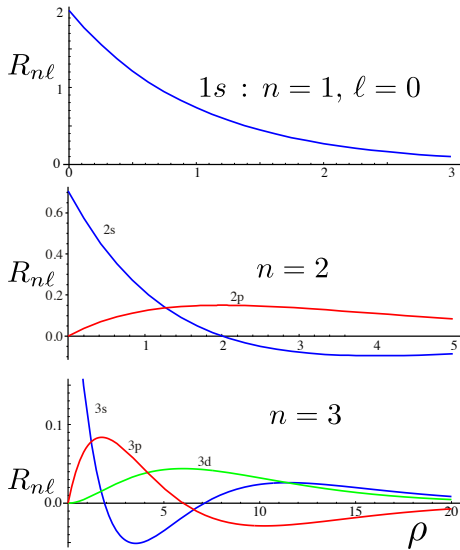 2
R_{nℓ}
1s : n = 1, ℓ = 0
1
0
0 1 2 3
0.6
2s
R_{nℓ}
n = 2
0.4
0.2
2p
0.0
1 2 3 4 5
3s
n = 3
0.1
3p
3d
R_{nℓ}
0.0
5 10 15 20
ρ